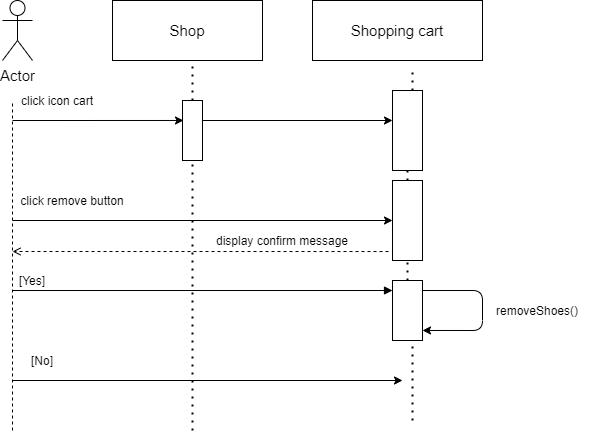 Shop
Shopping cart
Actor
click icon cart
click remove button
display confirm message
[Yes]
removeShoes()
[No]